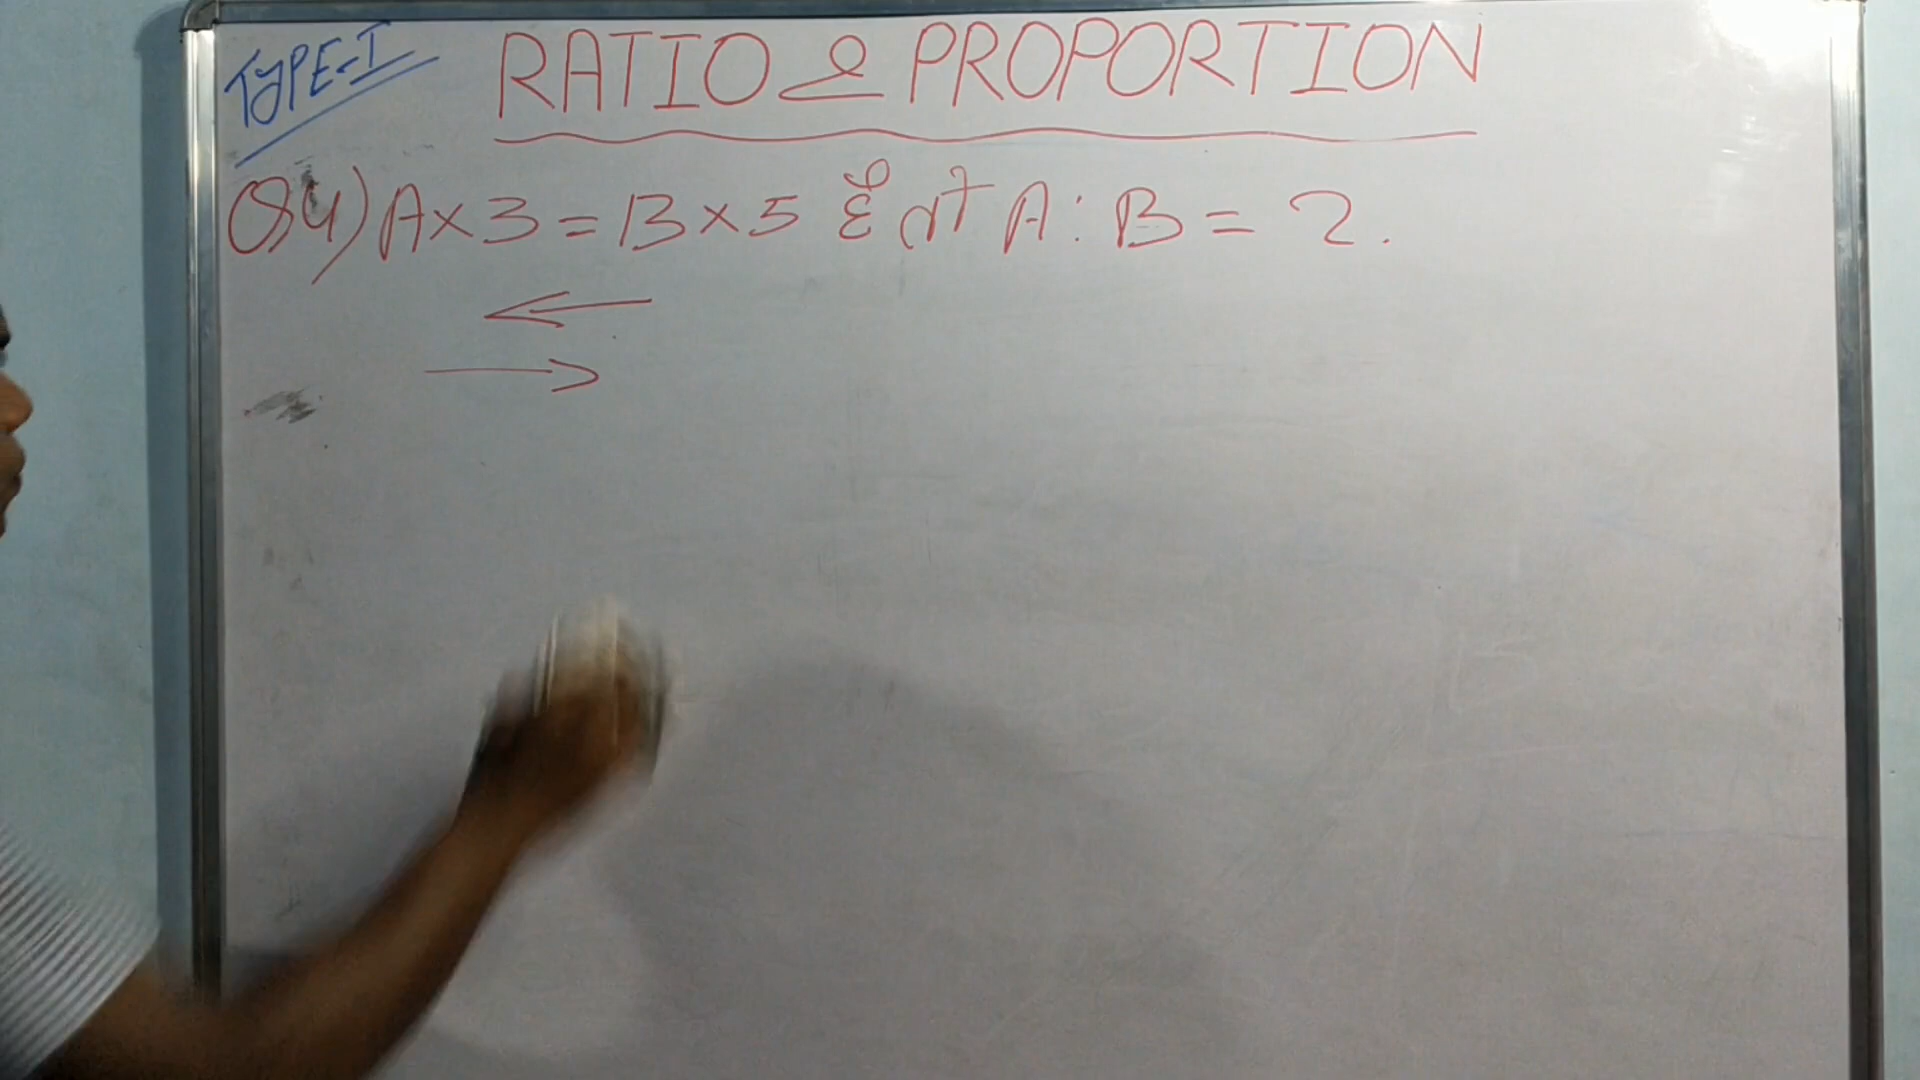 TYPE-I
RATIO & PROPORTION
Q4) A×3 = B×5 हैं तो A:B = ?